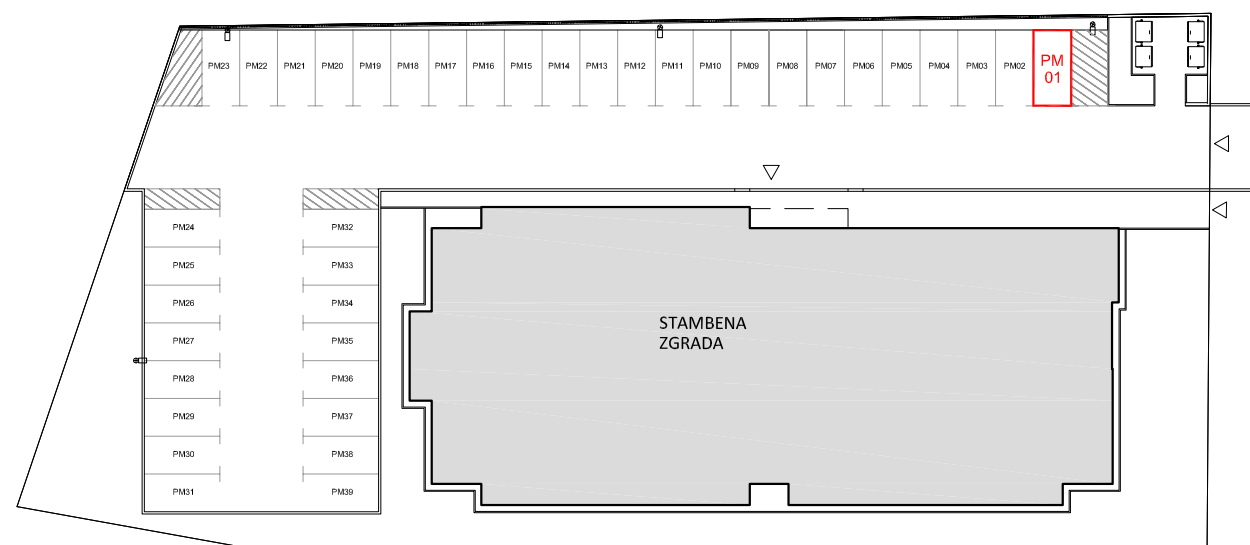 PM23 PM22 PM21 PM20 PM19 PM18 PM17 PM16 PM15 PM14 PM13 PM12 PM11 PM10 PM09 PM08 PM07 PM06 PM05 PM04 PM03 PM02 PM
01
PM24 PM32
PM25 PM33
PM26 PM34
PM27 PM35
PM28 PM36
PM29 PM37
PM30 PM38
PM31 PM39
STAMBENA
ZGRADA